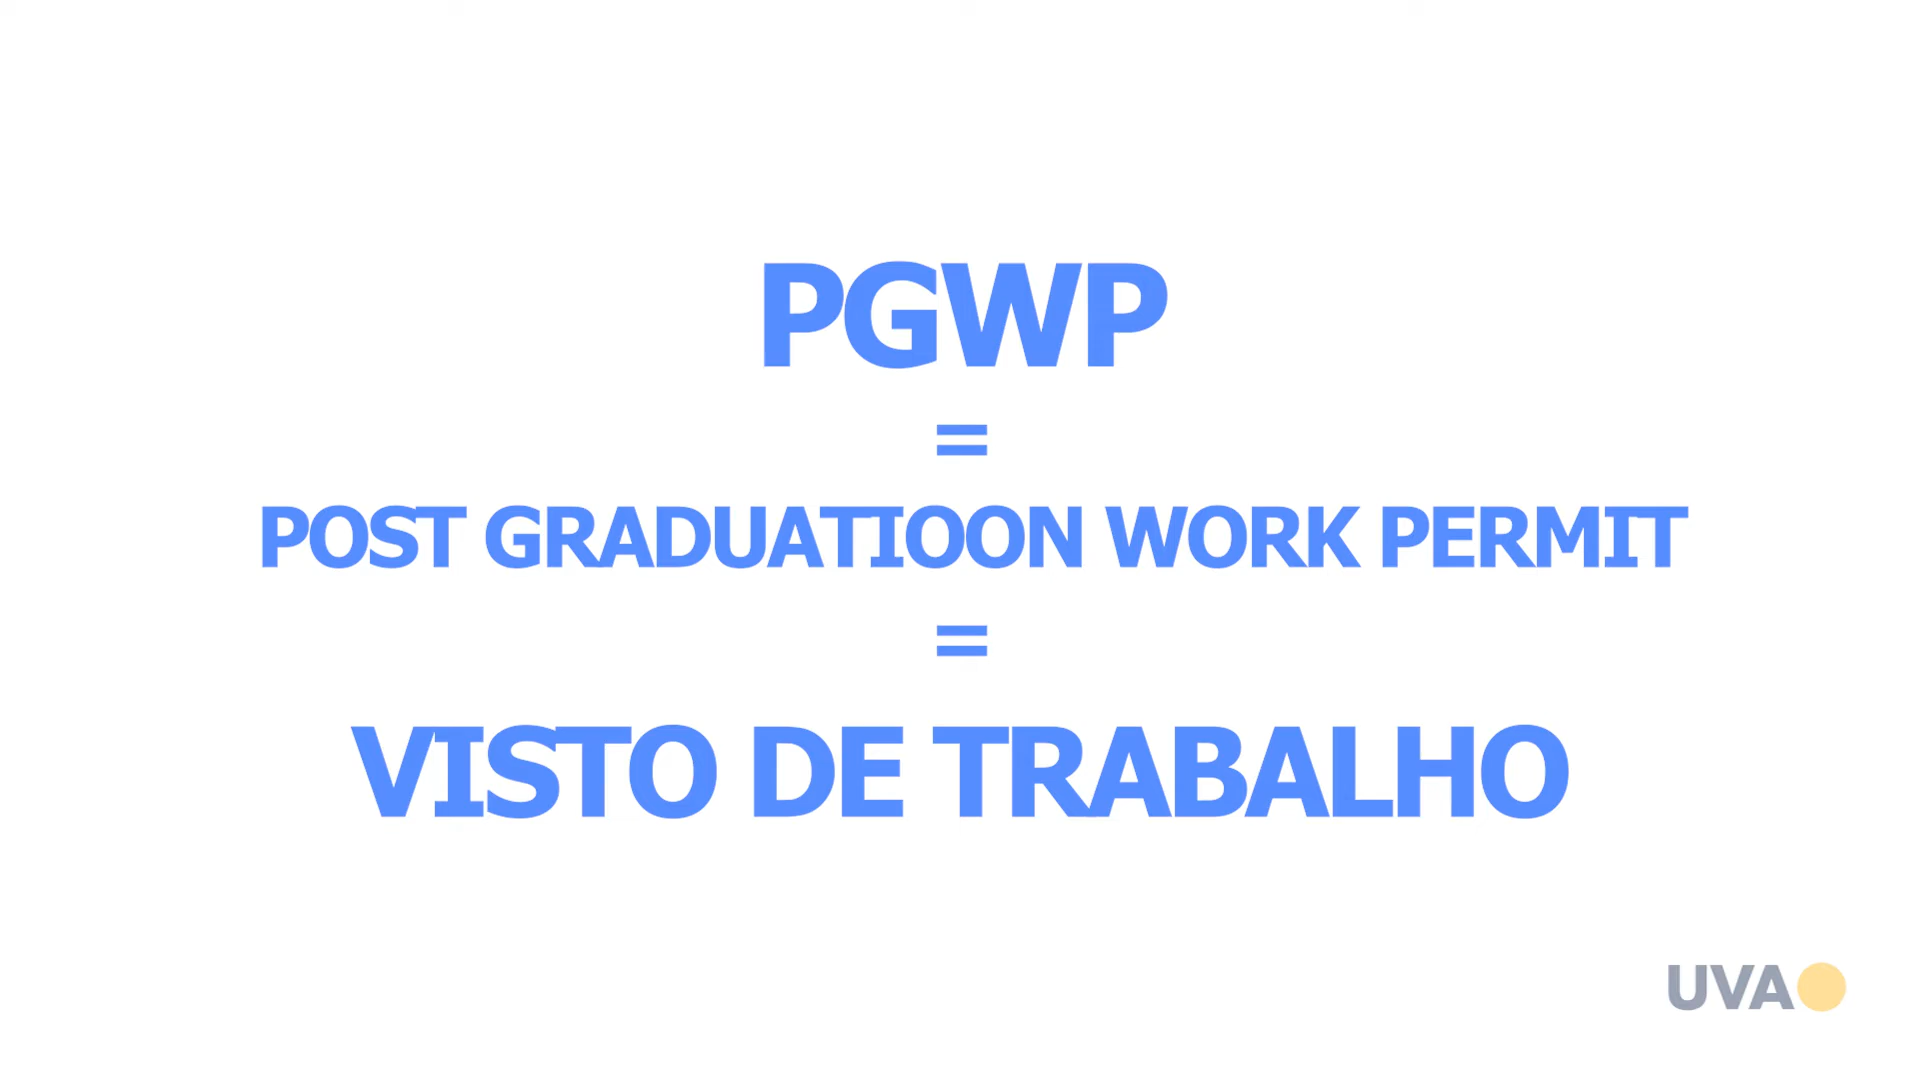 PGWP
=
POST GRADUATIOON WORK PERMIT
=
VISTO DE TRABALHO
UVA